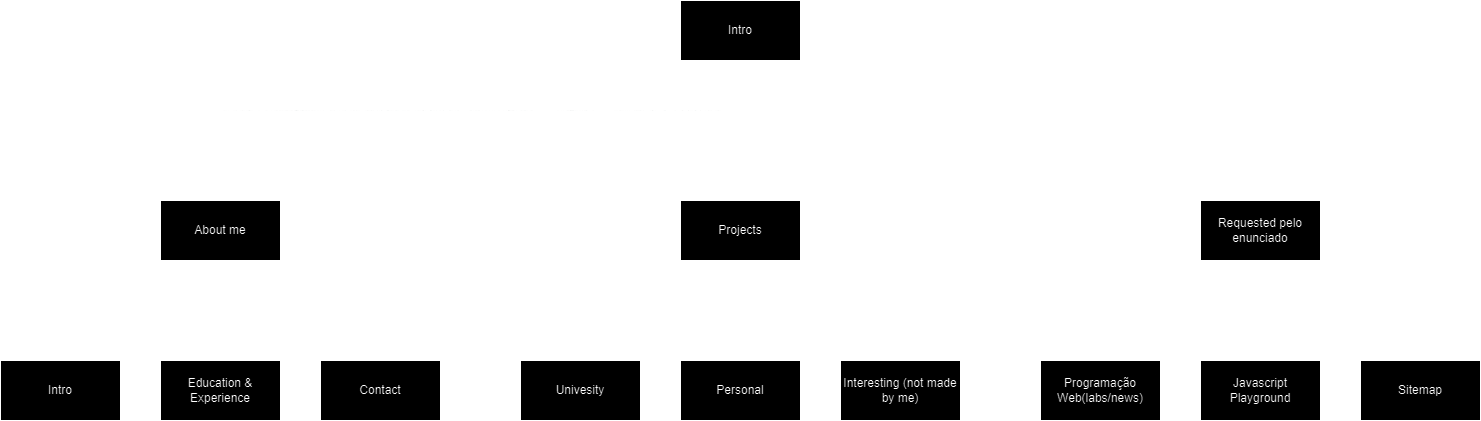 Intro
About me
Projects
Requested pelo
enunciado
Intro
Education &
Experience
Contact
Univesity
Personal
Interesting (not made
by me)
Programação
Web(labs/news)
Javascript
Playground
Sitemap